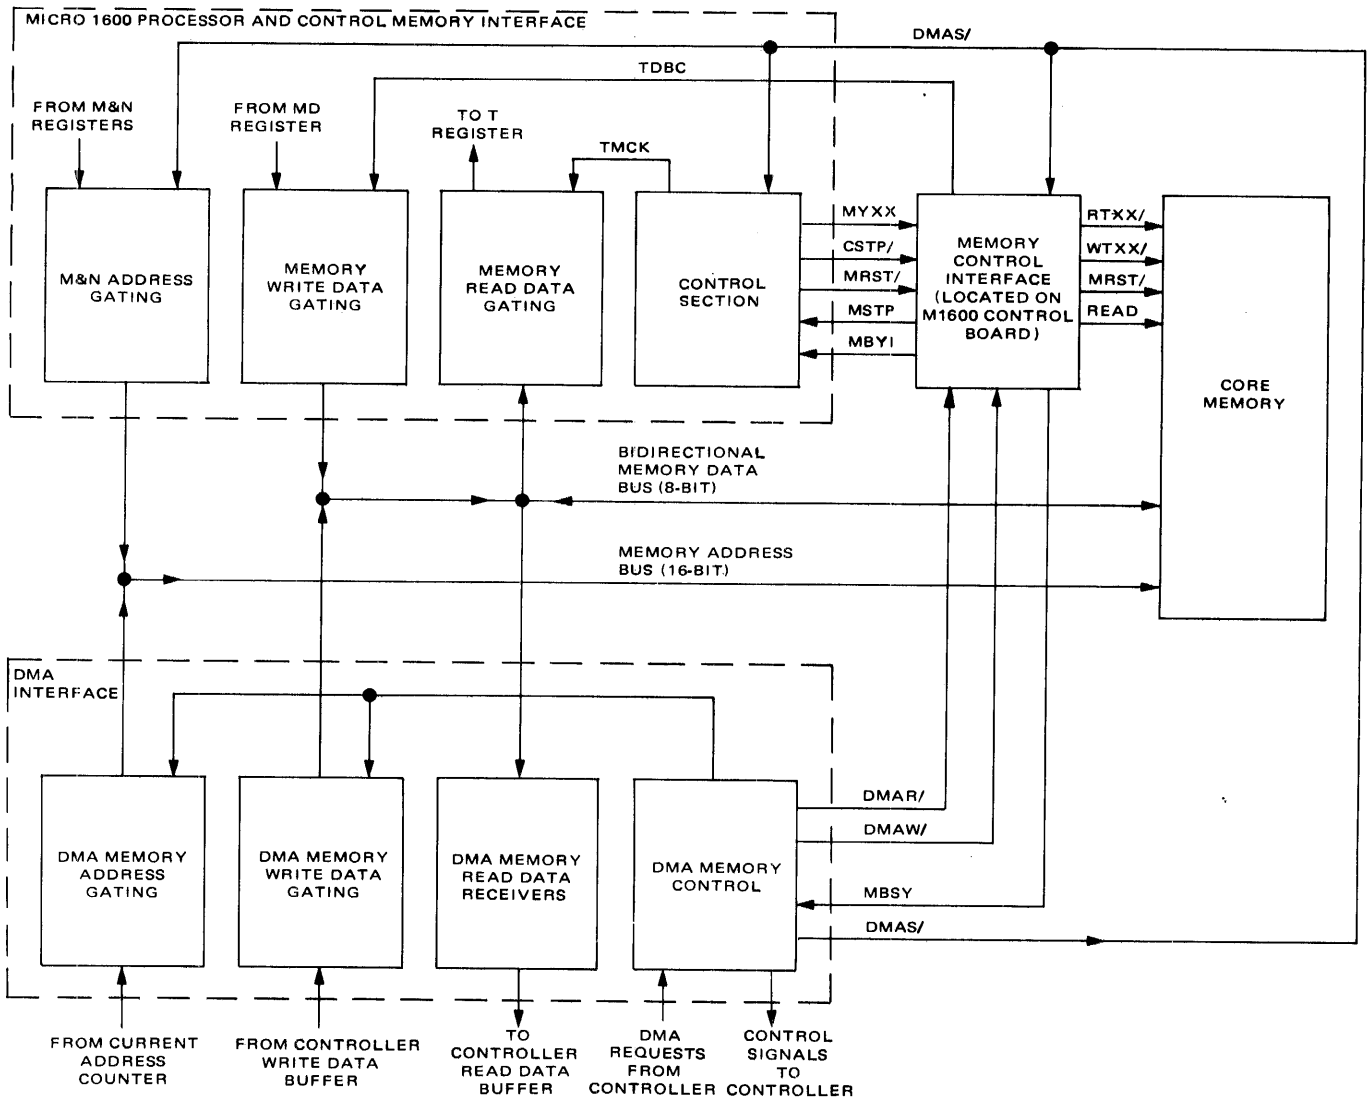 MICRO 1600 PROCESSOR AND CONTROL MEMORY INTERFACE
DMAS/
TDBC
FROM M&N
REGISTERS
FROM MD
REGISTER
TO T
REGISTER
TMCK
M&N ADDRESS
GATING
MEMORY
WRITE DATA
GATING
MEMORY
READ DATA
GATING
CONTROL
SECTION
MYXX
CSTP/
MRST/
MSTP
MBYI
MEMORY
CONTROL
INTERFACE
(LOCATED ON
M1600 CONTROL
BOARD)
RTXX/
WTXX/
MRST/
READ
CORE
MEMORY
BIDIRECTIONAL
MEMORY DATA
BUS (8-BIT)
MEMORY ADDRESS
BUS (16-BIT)
DMA
INTERFACE
DMA MEMORY
ADDRESS
GATING
DMA MEMORY
WRITE DATA
GATING
DMA MEMORY
READ DATA
RECEIVERS
DMA MEMORY
CONTROL
DMAR/
DMAW/
MBSY
DMAS/
FROM CURRENT
ADDRESS
COUNTER
FROM CONTROLLER
WRITE DATA
BUFFER
TO
CONTROLLER
READ DATA
BUFFER
DMA
REQUESTS
FROM
CONTROLLER
CONTROL
SIGNALS
TO
CONTROLLER